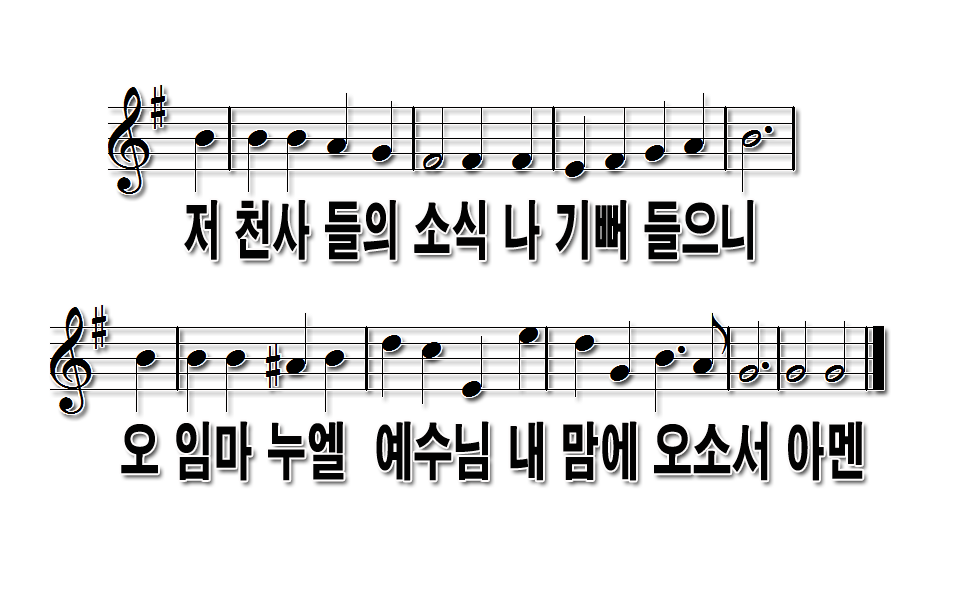 저 천사 들의 소식 나 기뻐 들으니
오 임마 누엘 예수님 내 맘에 오소서 아멘